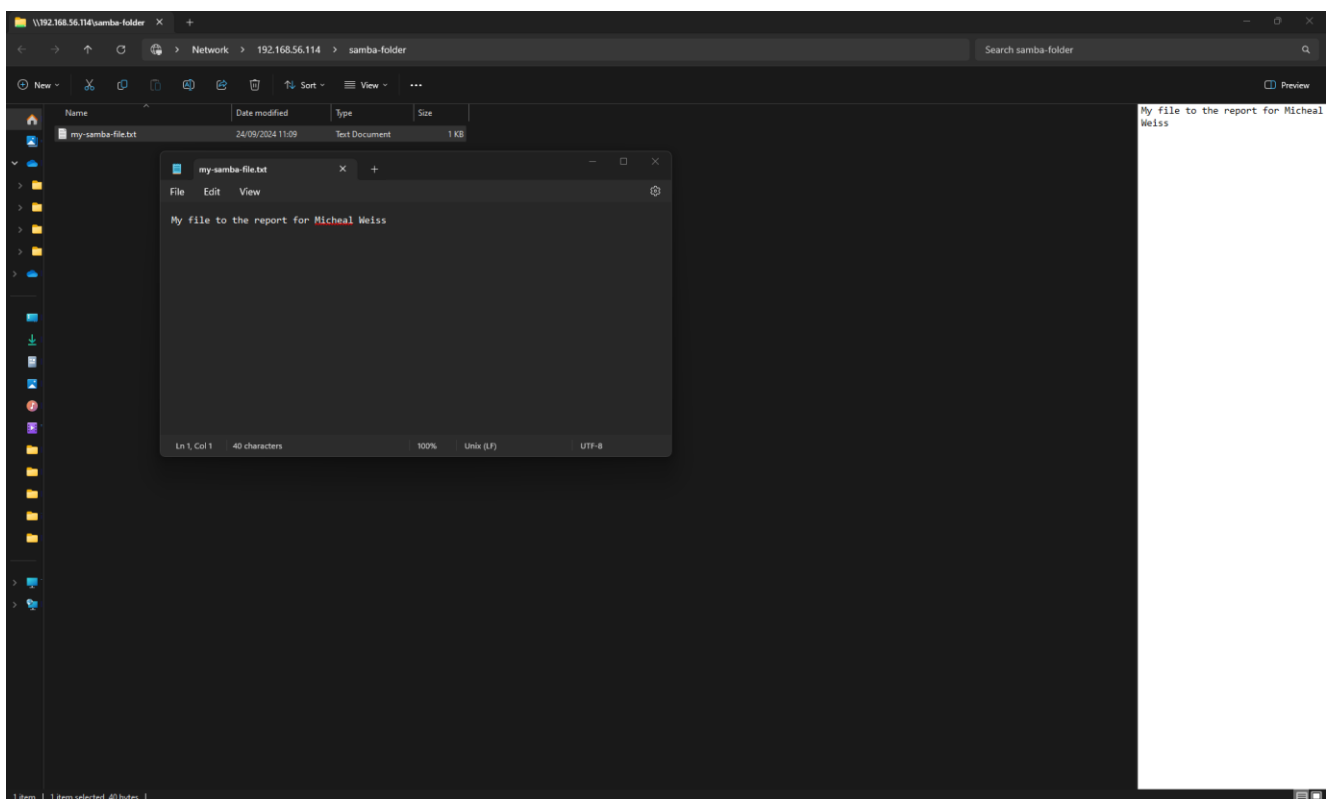 \\192.168.56.114\samba-folder
Network > 192.168.56.114 > samba-folder
Search samba-folder
New
Sort
View
Preview
Name Date modified Type Size
my-samba-file.txt 24/09/2024 11:09 Text Document 1 KB
my-samba-file.txt
File Edit View
My file to the report for Micheal Weiss
Ln 1, Col 1 40 characters 100% Unix (LF) UTF-8
My file to the report for Micheal
Weiss
1 item 1 item selected 40 bytes